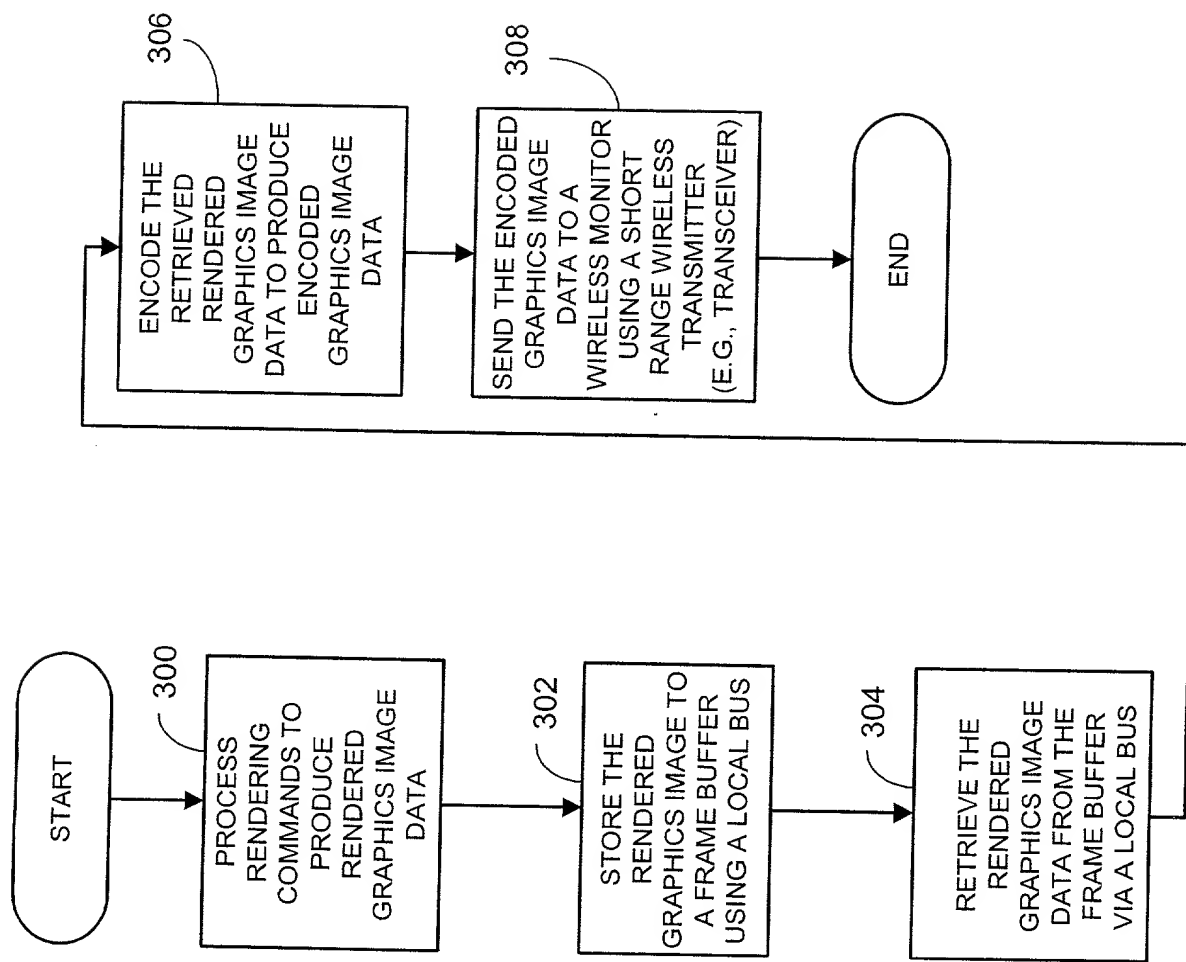 START
300
PROCESS
RENDERING
COMMANDS TO
PRODUCE
RENDERED
GRAPHICS IMAGE
DATA
302
STORE THE
RENDERED
GRAPHICS IMAGE TO
A FRAME BUFFER
USING A LOCAL BUS
304
RETRIEVE THE
RENDERED
GRAPHICS IMAGE
DATA FROM THE
FRAME BUFFER
VIA A LOCAL BUS
306
ENCODE THE
RETRIEVED
RENDERED
GRAPHICS IMAGE
DATA TO PRODUCE
ENCODED
GRAPHICS IMAGE
DATA
308
SEND THE ENCODED
GRAPHICS IMAGE
DATA TO A
WIRELESS MONITOR
USING A SHORT
RANGE WIRELESS
TRANSMITTER
(E.G., TRANSCEIVER)
END